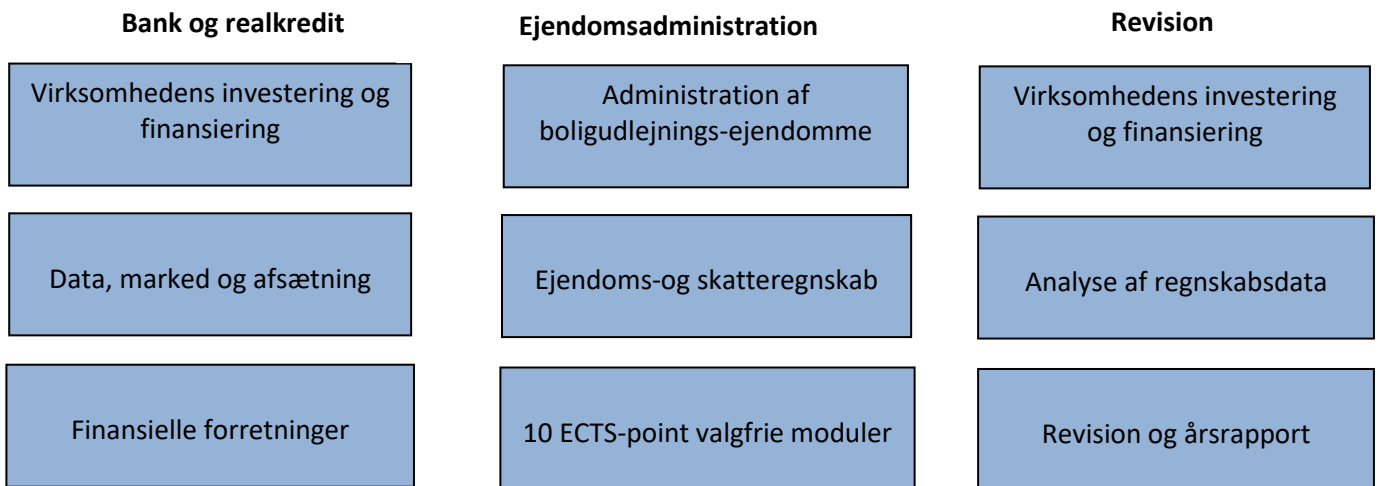 Bank og realkredit
Virksomhedens investering og
finansiering
Data, marked og afsætning
Finansielle forretninger
Ejendomsadministration
Administration af
boligudlejnings-ejendomme
Ejendoms-og skatteregnskab
10 ECTS-point valgfrie moduler
Revision
Virksomhedens investering
og finansiering
Analyse af regnskabsdata
Revision og årsrapport